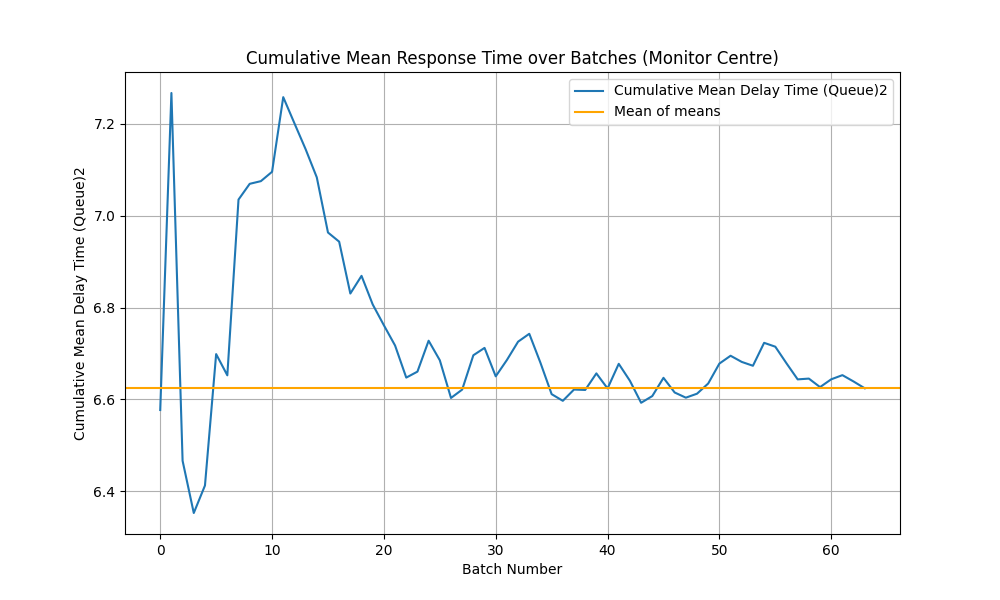 Cumulative Mean Response Time over Batches (Monitor Centre)
Cumulative Mean Delay Time (Queue)2
Mean of means
Cumulative Mean Delay Time (Queue)2
7.2
7.0
6.8
6.6
6.4
0 10 20 30 40 50 60
Batch Number